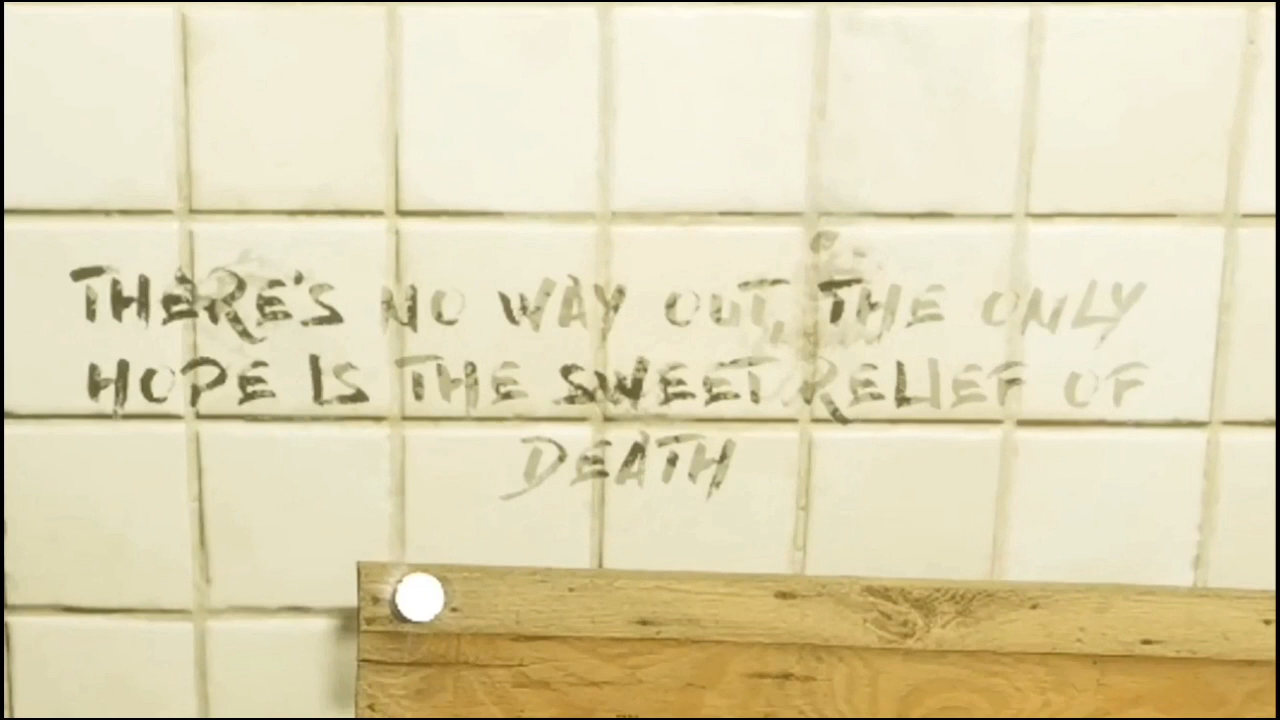 THERE'S NO WAY OUT, THE ONLY
HOPE IS THE SWEET RELIEF OF
DEATH